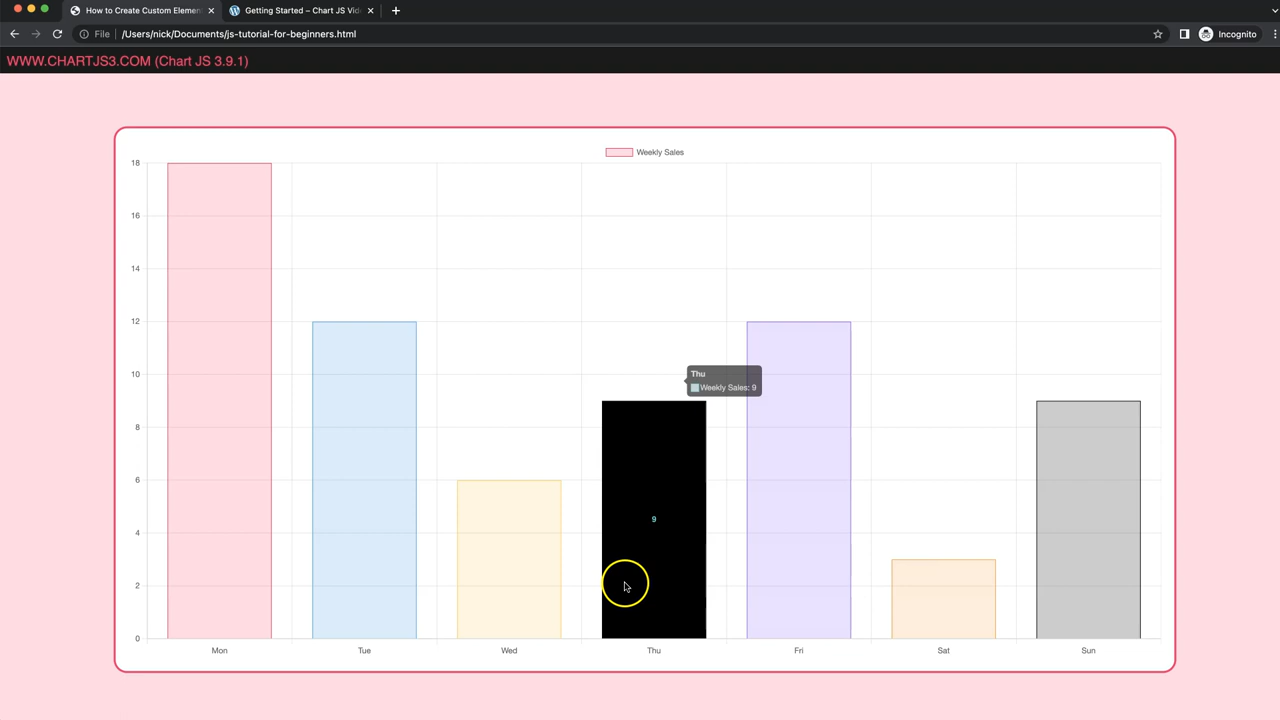 How to Create Custom Elemen
Getting Started – Chart JS Vide
File
/Users/nick/Documents/js-tutorial-for-beginners.html
Incognito
WWW.CHARTJS3.COM (Chart JS 3.9.1)
Weekly Sales
18
16
14
12
10
8
6
4
2
0
Thu
Weekly Sales: 9
9
Mon
Tue
Wed
Thu
Fri
Sat
Sun